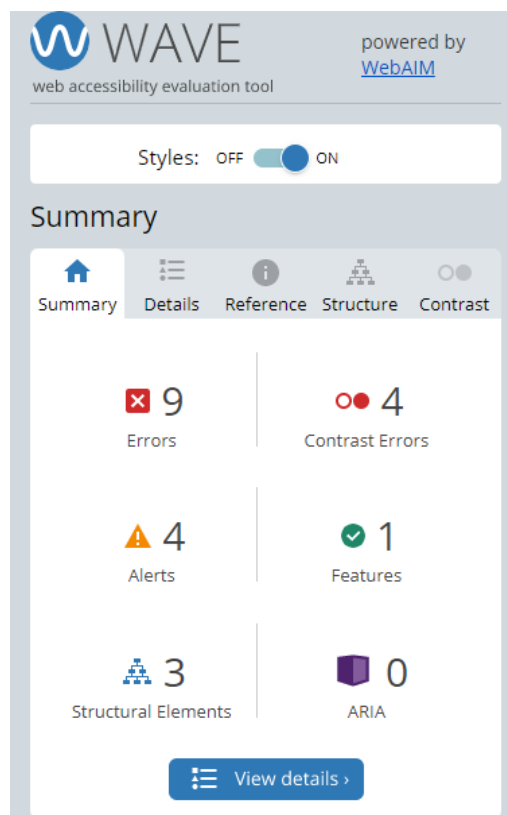 WAVE
powered by
WebAIM
web accessibility evaluation tool
Styles: OFF ON
Summary
Summary Details Reference Structure Contrast
9 4
Errors Contrast Errors
4 1
Alerts Features
3 0
Structural Elements ARIA
View details ›